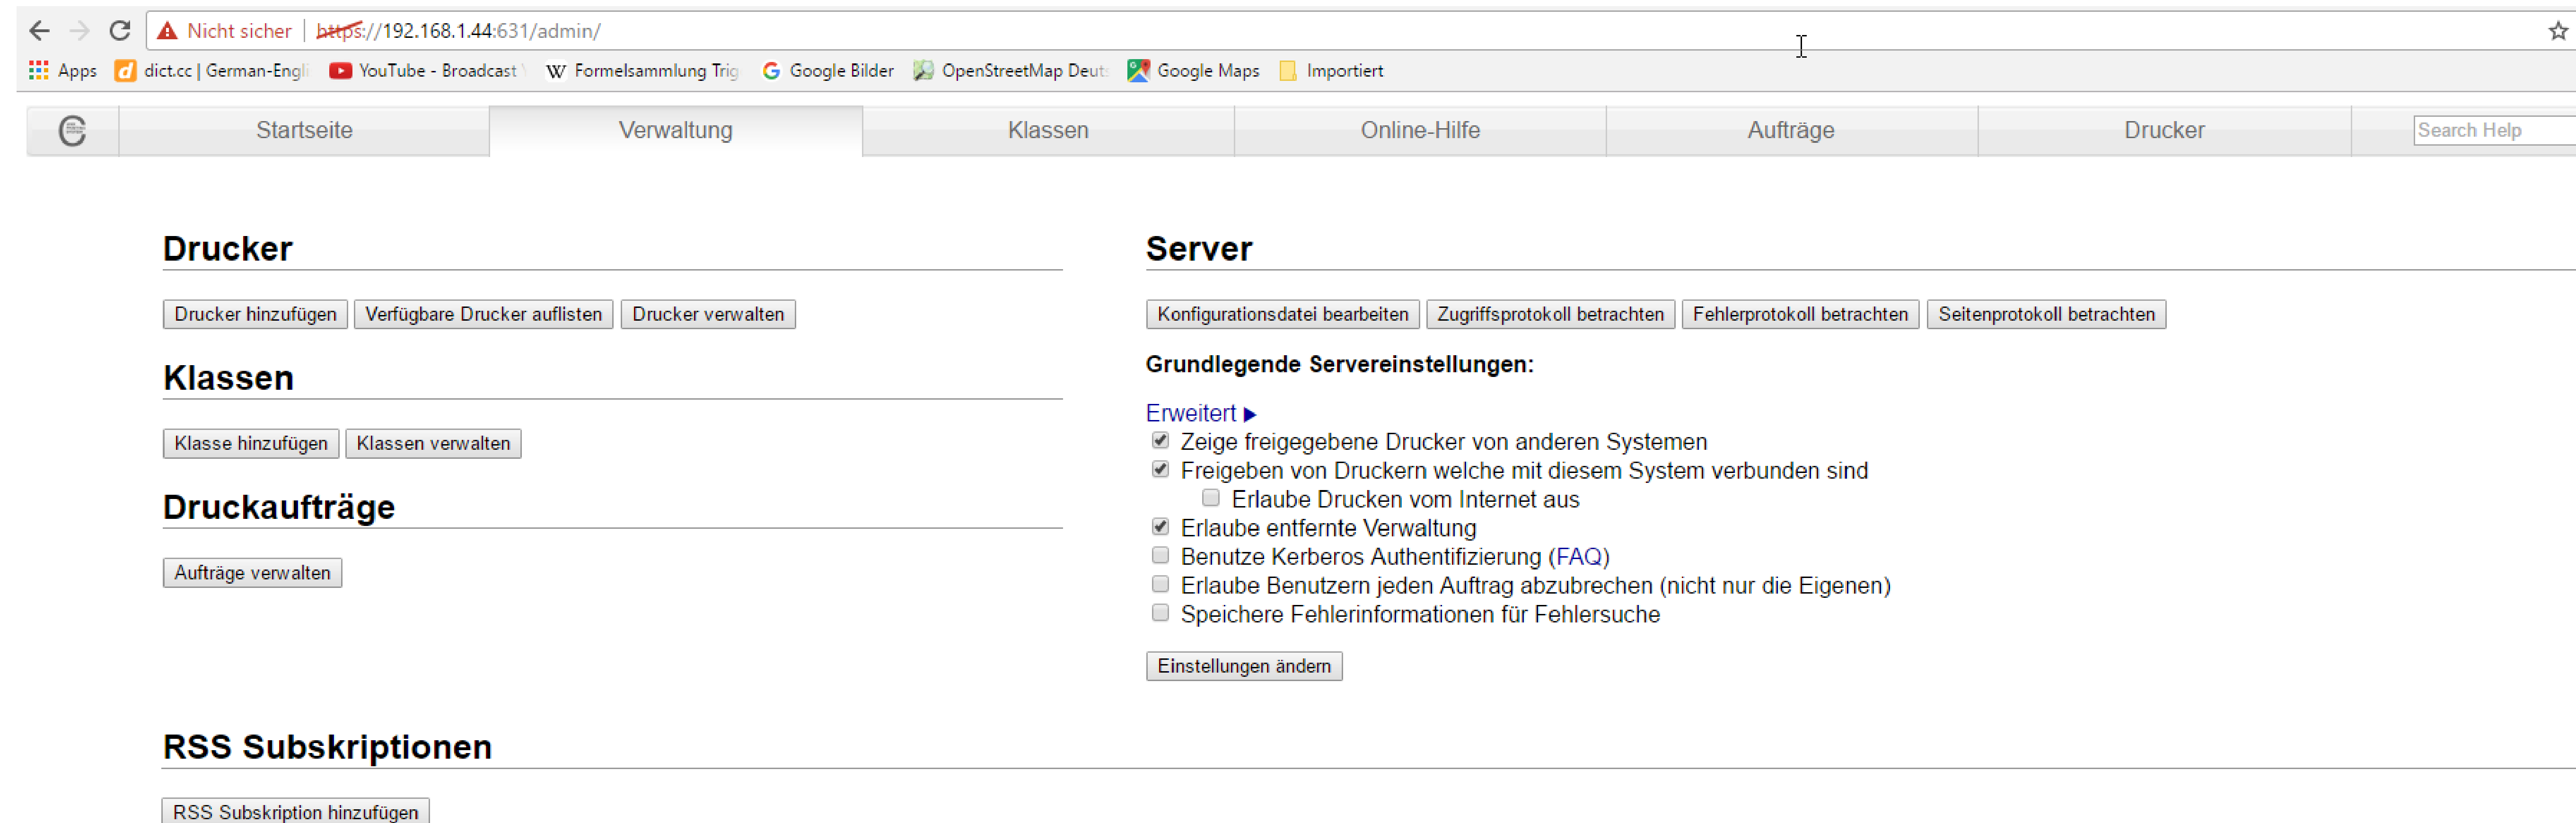 Nicht sicher | https://192.168.1.44:631/admin/
Apps dict.cc | German-Engli YouTube - Broadcast Y Formelsammlung Trig Google Bilder OpenStreetMap Deut Google Maps Importiert
Startseite Verwaltung Klassen Online-Hilfe Aufträge Drucker Search Help
Drucker
Drucker hinzufügen Verfügbare Drucker auflisten Drucker verwalten
Klassen
Klasse hinzufügen Klassen verwalten
Druckaufträge
Aufträge verwalten
Server
Konfigurationsdatei bearbeiten Zugriffsprotokoll betrachten Fehlerprotokoll betrachten Seitenprotokoll betrachten
Grundlegende Servereinstellungen:
Erweitert ▶
Zeige freigegebene Drucker von anderen Systemen
Freigeben von Druckern welche mit diesem System verbunden sind
Erlaube Drucken vom Internet aus
Erlaube entfernte Verwaltung
Benutze Kerberos Authentifizierung (FAQ)
Erlaube Benutzern jeden Auftrag abzubrechen (nicht nur die Eigenen)
Speichere Fehlerinformationen für Fehlersuche
Einstellungen ändern
RSS Subskriptionen
RSS Subskription hinzufügen